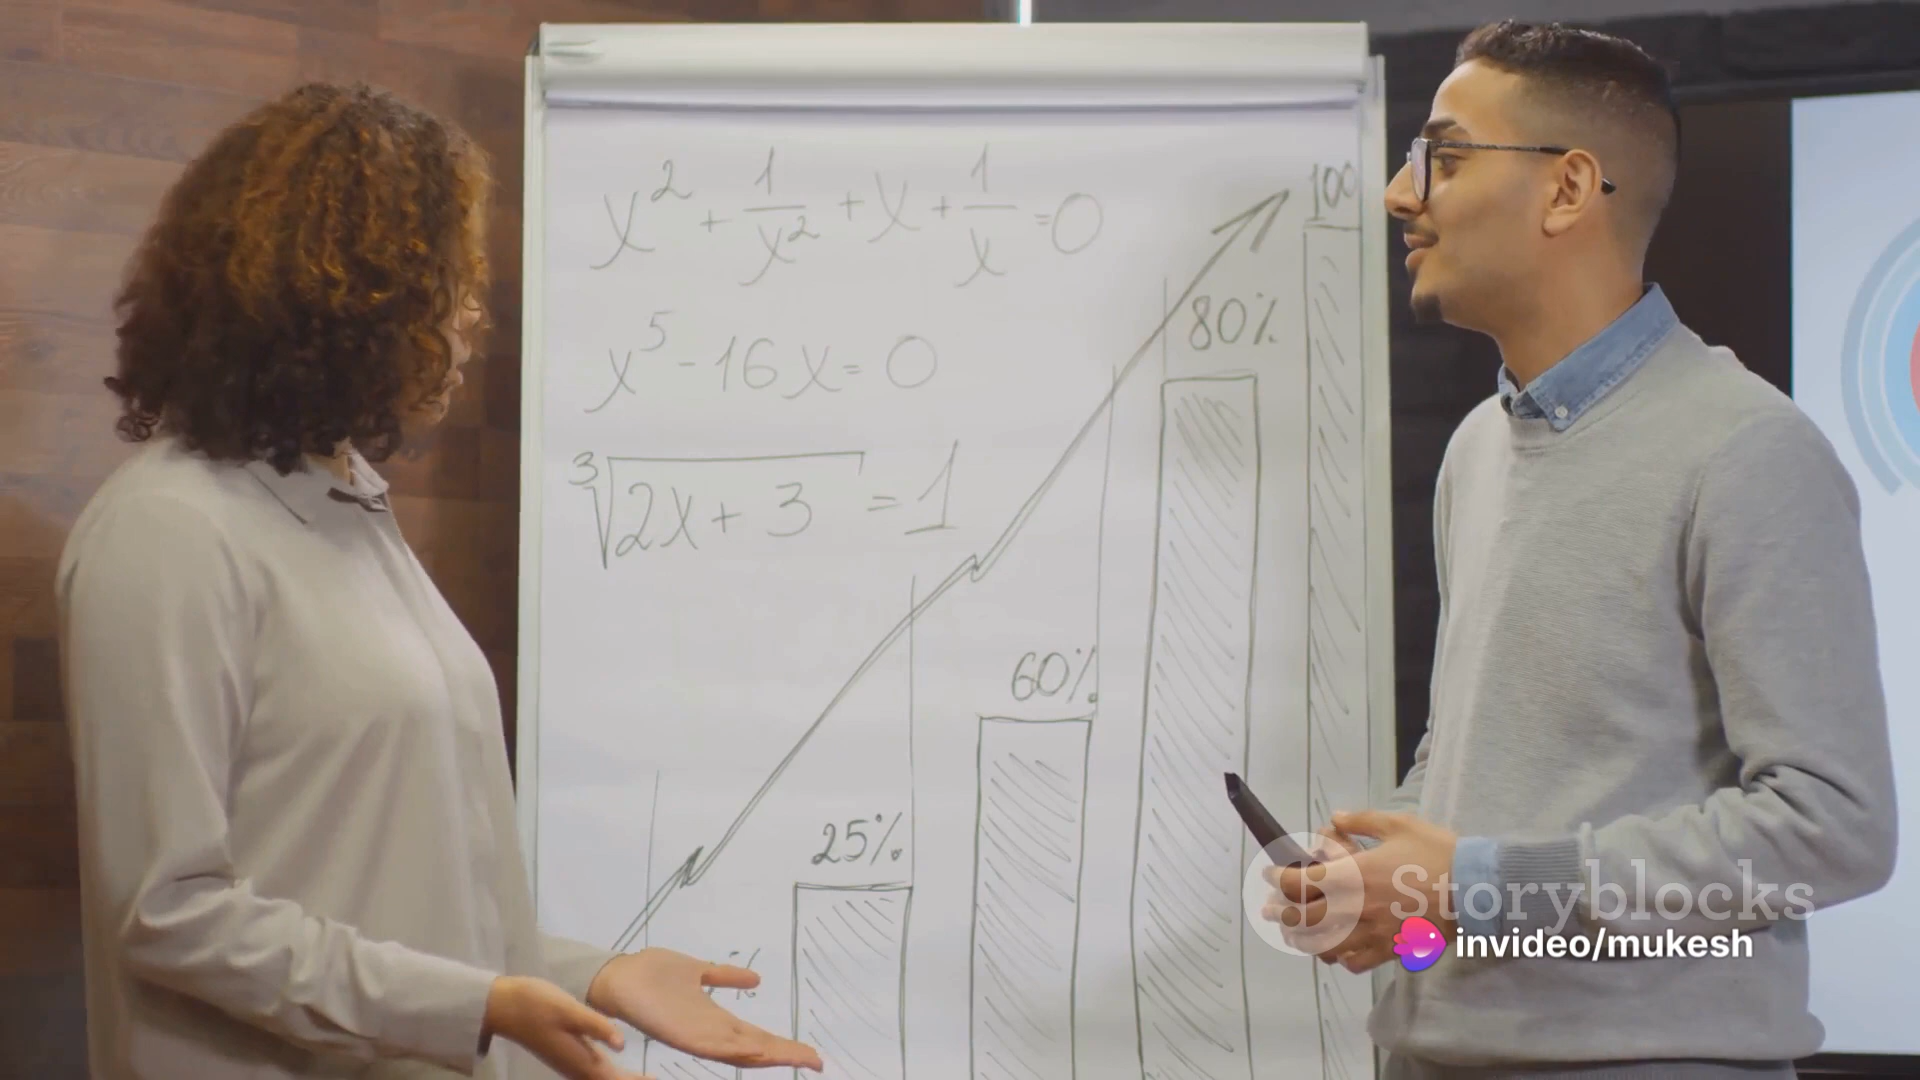 x² + 1/x² + x + 1/x = 0
x⁵ - 16x = 0
³√2x + 3 = 1
100
80%
60%
25%
%
Storyblocks
invideo/mukesh